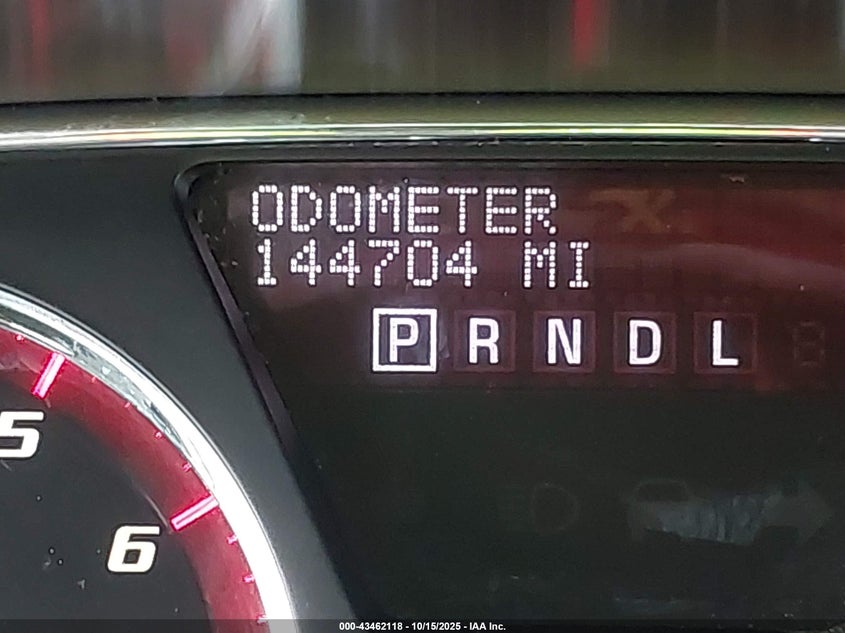 ODOMETER
144704 MI
P R N D L
5
6
000-43462118 - 10/15/2025 - IAA Inc.